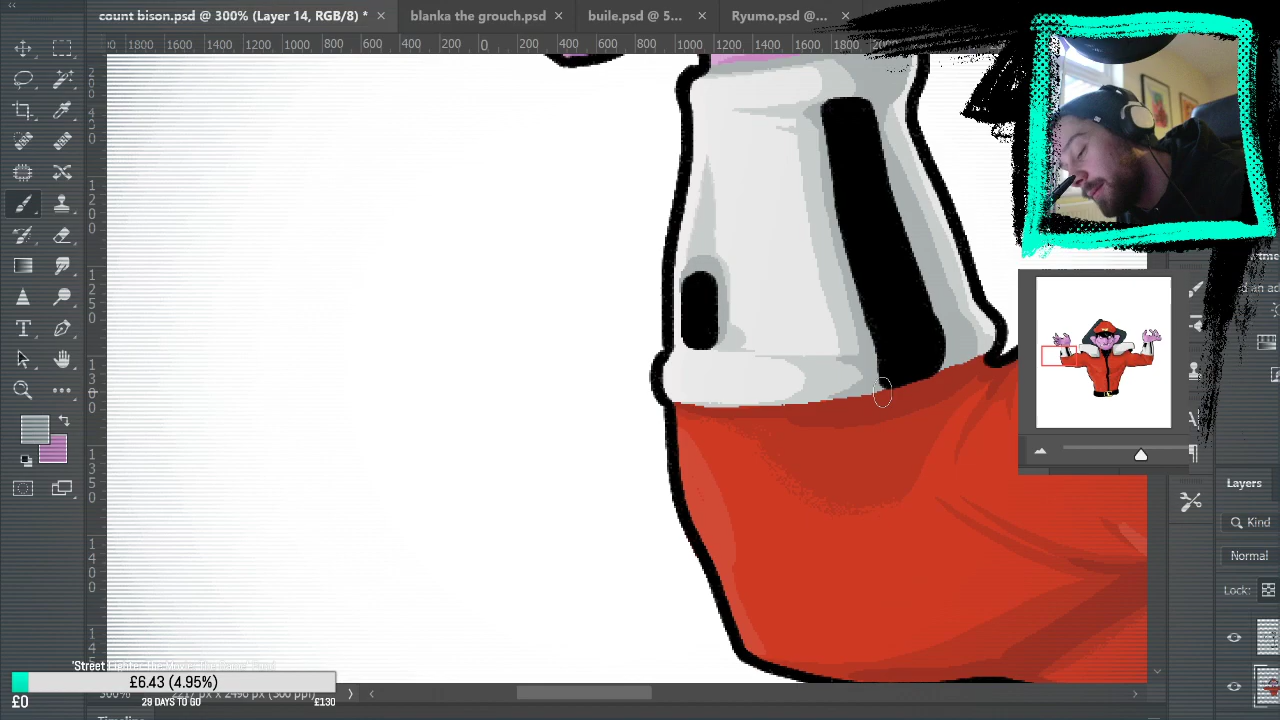 count bison.psd @ 300% (Layer 14, RGB/8) *
blanka the grouch.psd
buile.psd @ 5...
Ryumo.psd @...
1800 1600 1400 1200 1000 800 600 400 200 0 200 400 600 800 1000 1200 1400 1600 1800
Layers
Kind
Normal
Lock:
£6.43 (4.95%)
£0
29 DAYS TO GO
£130
Timeline